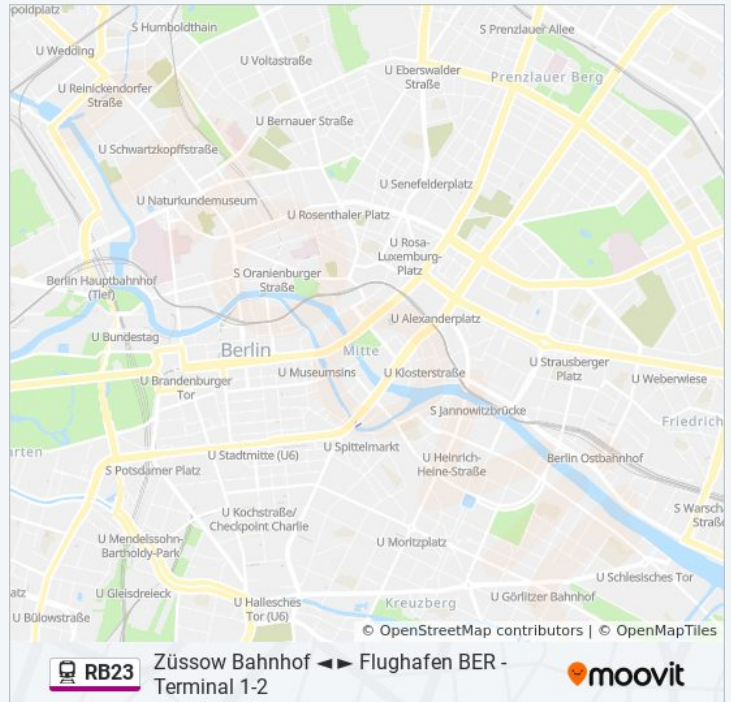 poldplatz
S Humboldthain
S Prenzlauer Allee
U Wedding
U Voltastraße
U Eberswalder
Straße
Prenzlauer Berg
U Reinickendorfer
Straße
U Bernauer Straße
U Schwartzkopffstraße
U Senefelderplatz
U Naturkundemuseum
U Rosenthaler Platz
U Rosa-
Luxemburg-
Platz
S Oranienburger
Straße
Berlin Hauptbahnhof
(Tief)
U Alexanderplatz
U Bundestag
Berlin
Mitte
U Strausberger
Platz
U Museumsins
U Klosterstraße
U Weberwiese
U Brandenburger
Tor
S Jannowitzbrücke
Friedrich
U Spittelmarkt
rten
U Stadtmitte (U6)
U Heinrich-
Heine-Straße
Berlin Ostbahnhof
S Potsdamer Platz
S Warsch
Straße
U Kochstraße/
Checkpoint Charlie
U Mendelssohn-
Bartholdy-Park
U Moritzplatz
U Schlesisches Tor
atz
U Gleisdreieck
U Görlitzer Bahnhof
U Hallesches
Tor (U6)
Kreuzberg
U Bülowstraße
© OpenStreetMap contributors | © OpenMapTiles
RB23
Züssow Bahnhof ◄► Flughafen BER -
Terminal 1-2
moovit